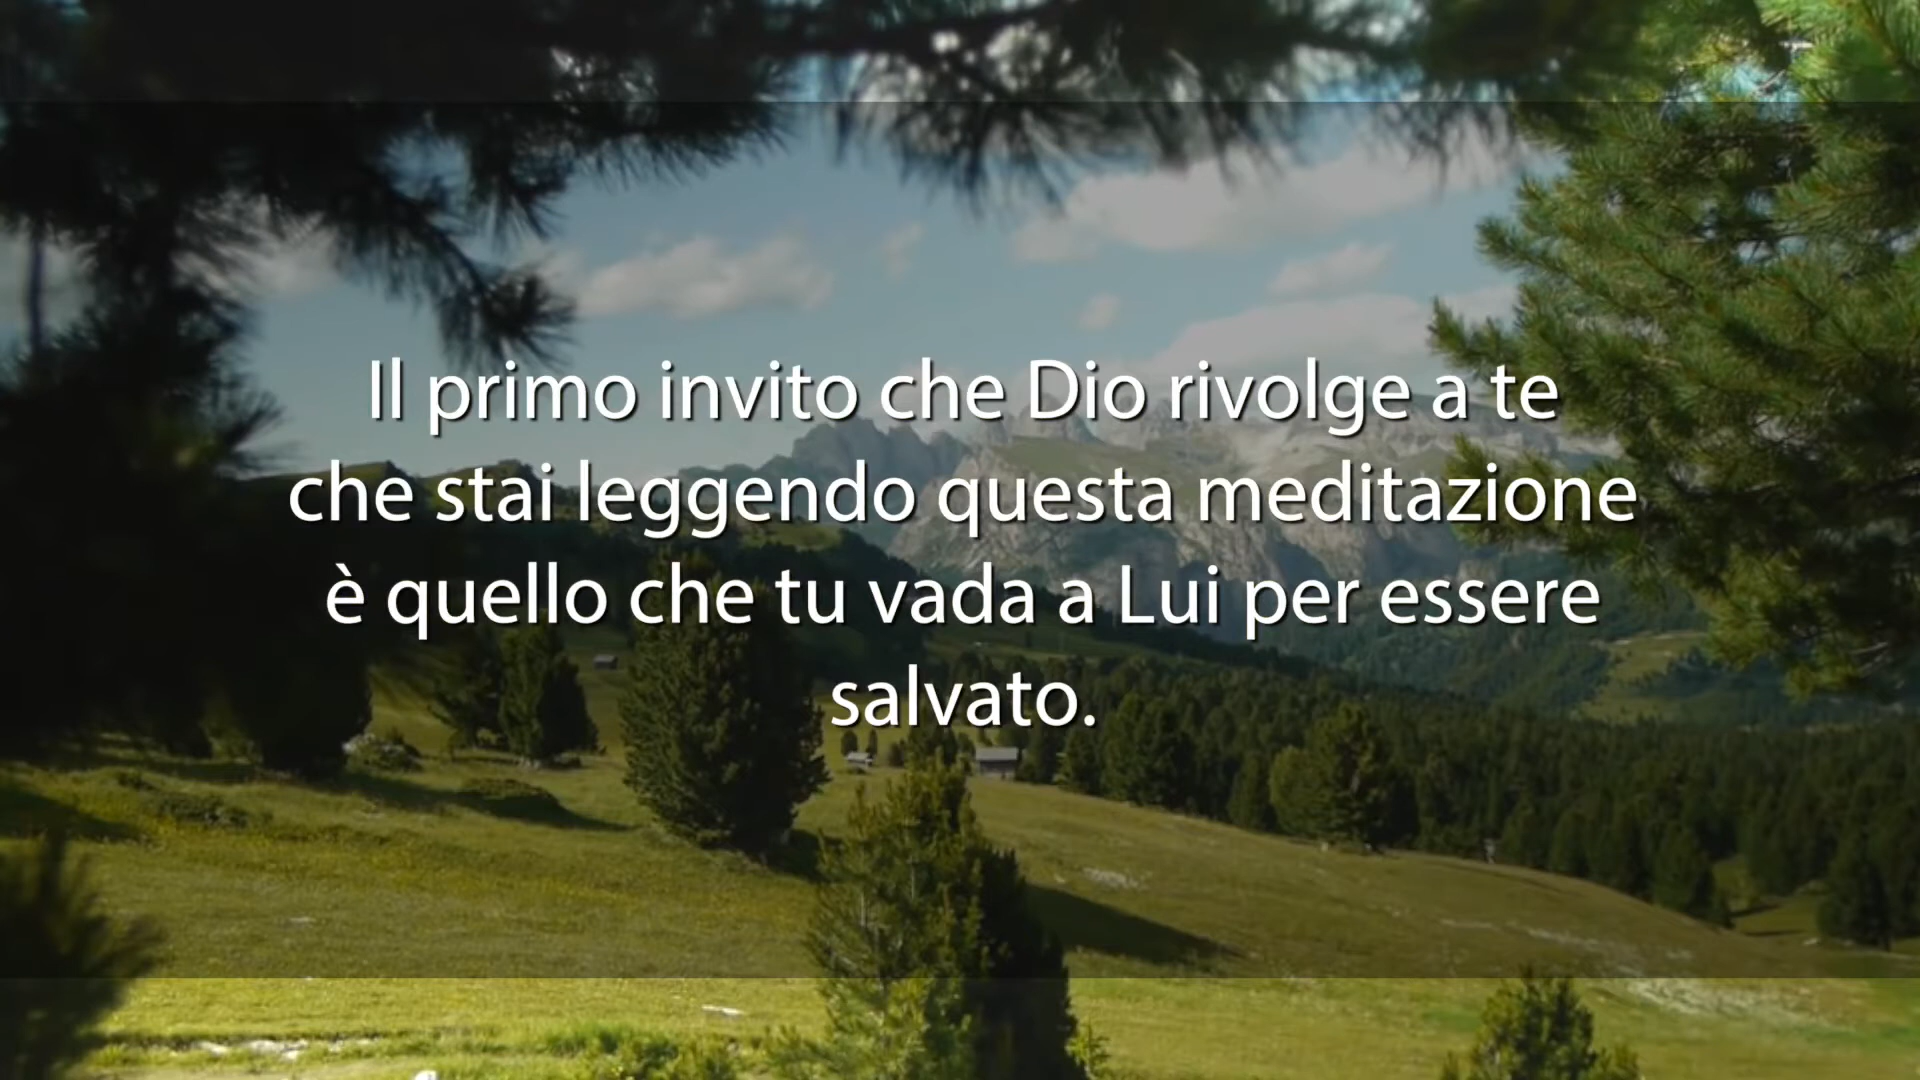 Il primo invito che Dio rivolge a te
che stai leggendo questa meditazione
è quello che tu vada a Lui per essere
salvato.